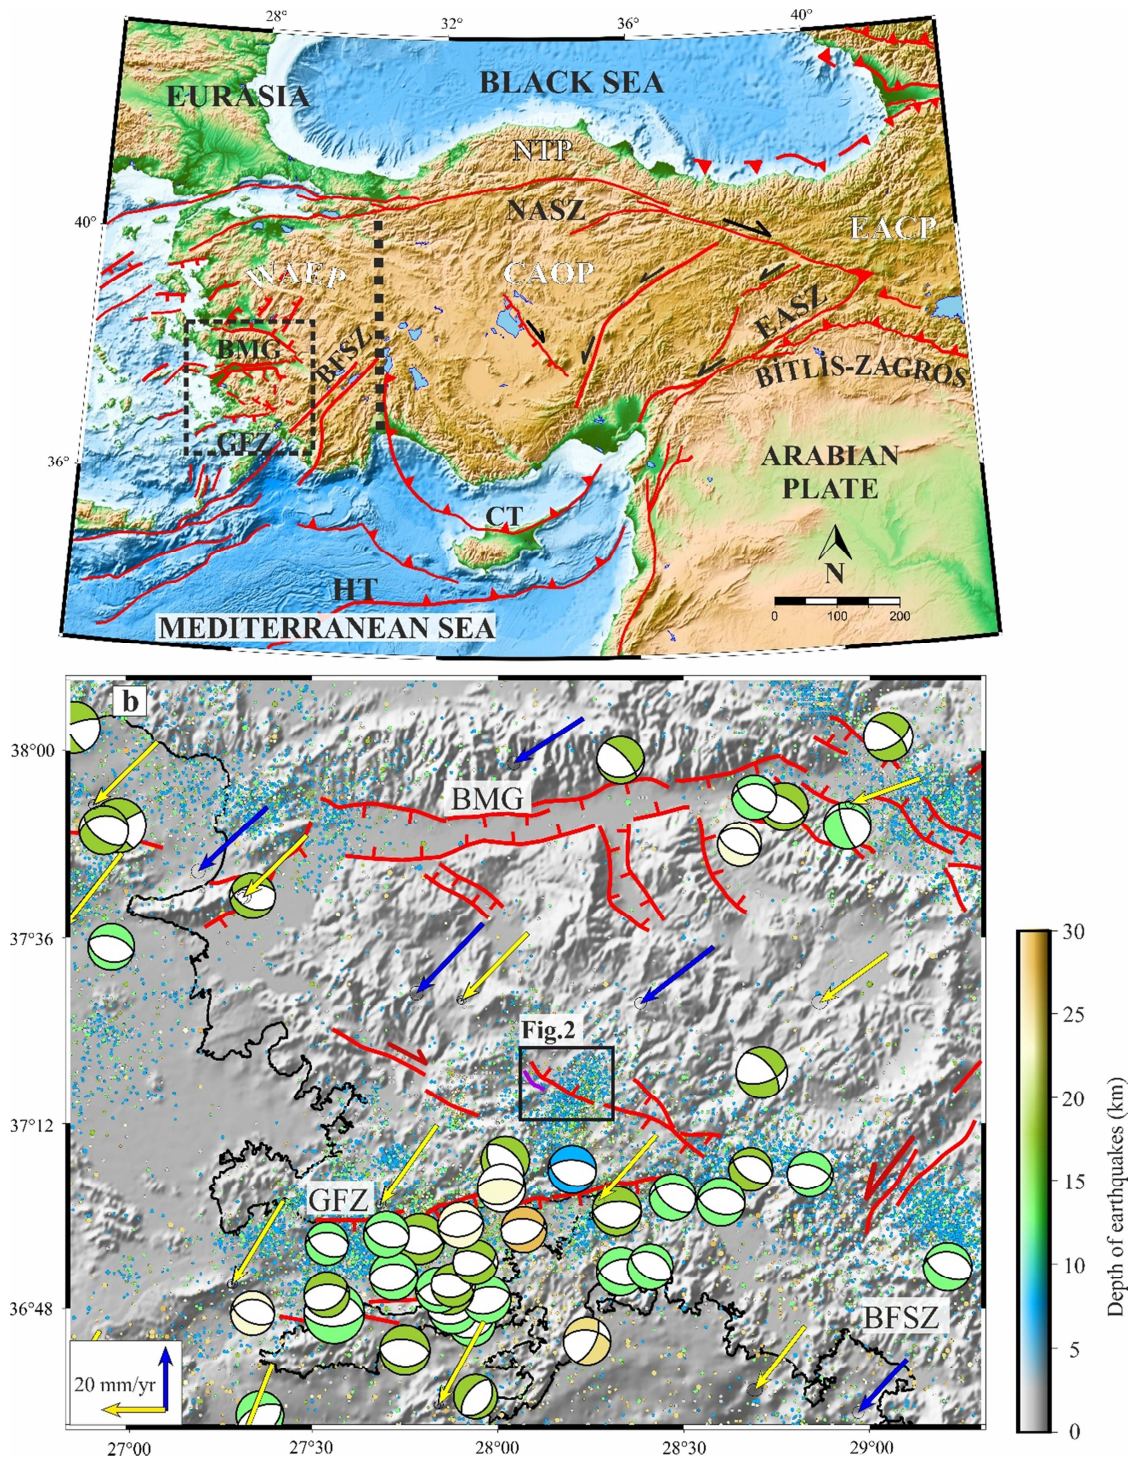 28° 32° 36° 40°
BLACK SEA
EURASIA
NTP
NASZ
40°
EACP
WAEP
CAOP
EASZ
BMG
BFSZ
BİTLİS-ZAGROS
GFZ
36°
ARABIAN
PLATE
CT
N
HT
0 100 200
MEDITERRANEAN SEA
b
38°00
BMG
37°36
30
Fig.2
25
20
37°12
15
GFZ
10
36°48
BFSZ
5
20 mm/yr
0
Depth of earthquakes (km)
27°00 27°30 28°00 28°30 29°00